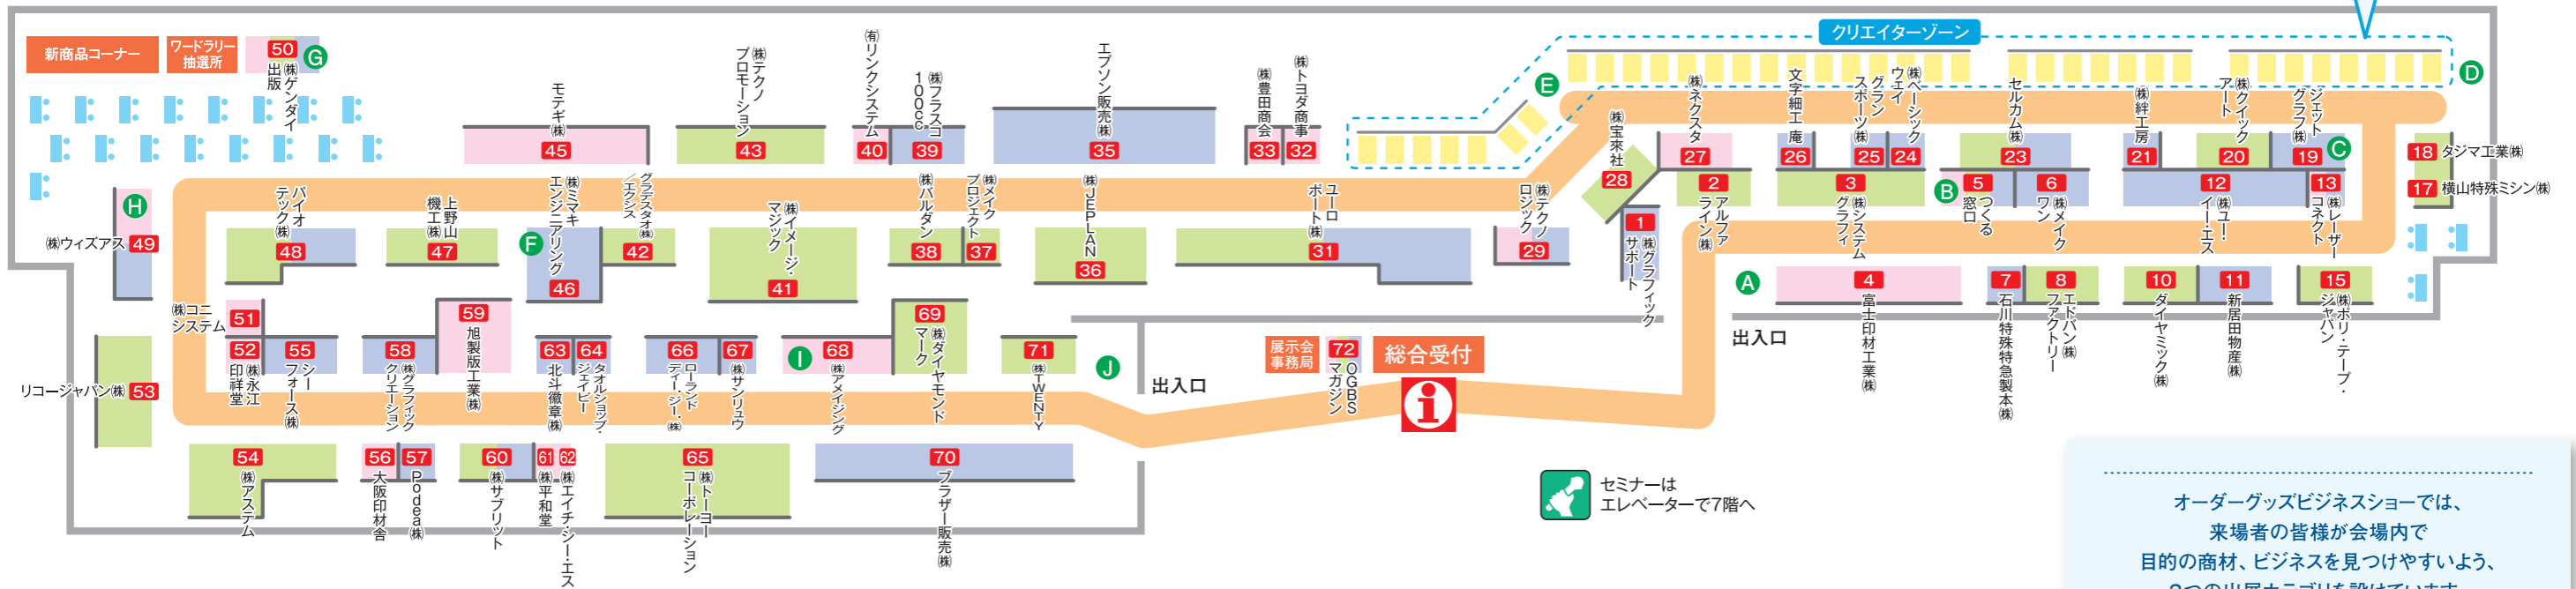 新商品コーナー
ワードラリー
抽選所
50
㈱ゲンダイ
出版
G
クリエイターゾーン
D
E
モテギ㈱
45
㈱テクノ
プロモーション
43
㈲リンクシステム
40
㈱フラスコ
100cc
39
エプソン販売㈱
35
㈱豊田商会
33
㈱トヨダ商事
32
㈱宝來社
28
㈱ネクスタ
27
文字細工 庵
26
グラン
スポーツ㈱
25
㈱ベーシック
ウェイ
24
セルカム㈱
23
㈱絆工房
21
㈱クイック
アート
20
ジェット
グラフ㈱
19
C
18
タジマ工業㈱
17
横山特殊ミシン㈱
H
㈱ウィズアス
49
バイオ
テック㈱
48
上野山
機工㈱
47
F
㈱ミマキ
エンジニアリング
46
グラデスタオ㈱
／エクシス
42
㈱イメージ・
マジック
41
㈱バルダン
38
㈱メイク
プロジェクト
37
㈱JEPLAN
36
ユーロ
ポート㈱
31
㈱テクノ
ロジック
29
1
㈱グラフィック
サポート
2
アルファ
ライン㈱
3
㈱システム
グラフィ
B
5
つくる
窓口
6
㈱メイク
ワン
12
㈱ユー・
イー・エス
13
㈱レーザー
コネクト
A
4
富士印材工業㈱
7
石川特殊特急製本㈱
8
エドバン㈱
ファクトリー
10
ダイヤミック㈱
11
新居田物産㈱
15
㈱ポリ・テープ・
ジャパン
出入口
㈱コニ
システム
51
52
㈱永江
印祥堂
リコージャパン㈱
53
55
シー
フォース㈱
58
㈱グラフィック
クリエーション
59
旭製版工業㈱
63
北斗徽章㈱
64
タオルショップ・
ジェイピー
66
ローランド
ディー.ジー.㈱
67
㈱サンリュウ
I
68
㈱アメイジング
69
㈱ダイヤモンド
マーク
71
㈱TWENTY
J
出入口
展示会
事務局
72
OGBS
マガジン
総合受付
i
54
㈱アステム
56
大阪印材舎
57
Podea㈱
60
㈱サブリット
61
㈱平和堂
62
㈱エイチ・シー・エス
65
㈱トーヨー
コーポレーション
70
ブラザー販売㈱
セミナーは
エレベーターで7階へ
オーダーグッズビジネスショーでは、
来場者の皆様が会場内で
目的の商材、ビジネスを見つけやすいよう、
3つの出展カテゴリを設けています。